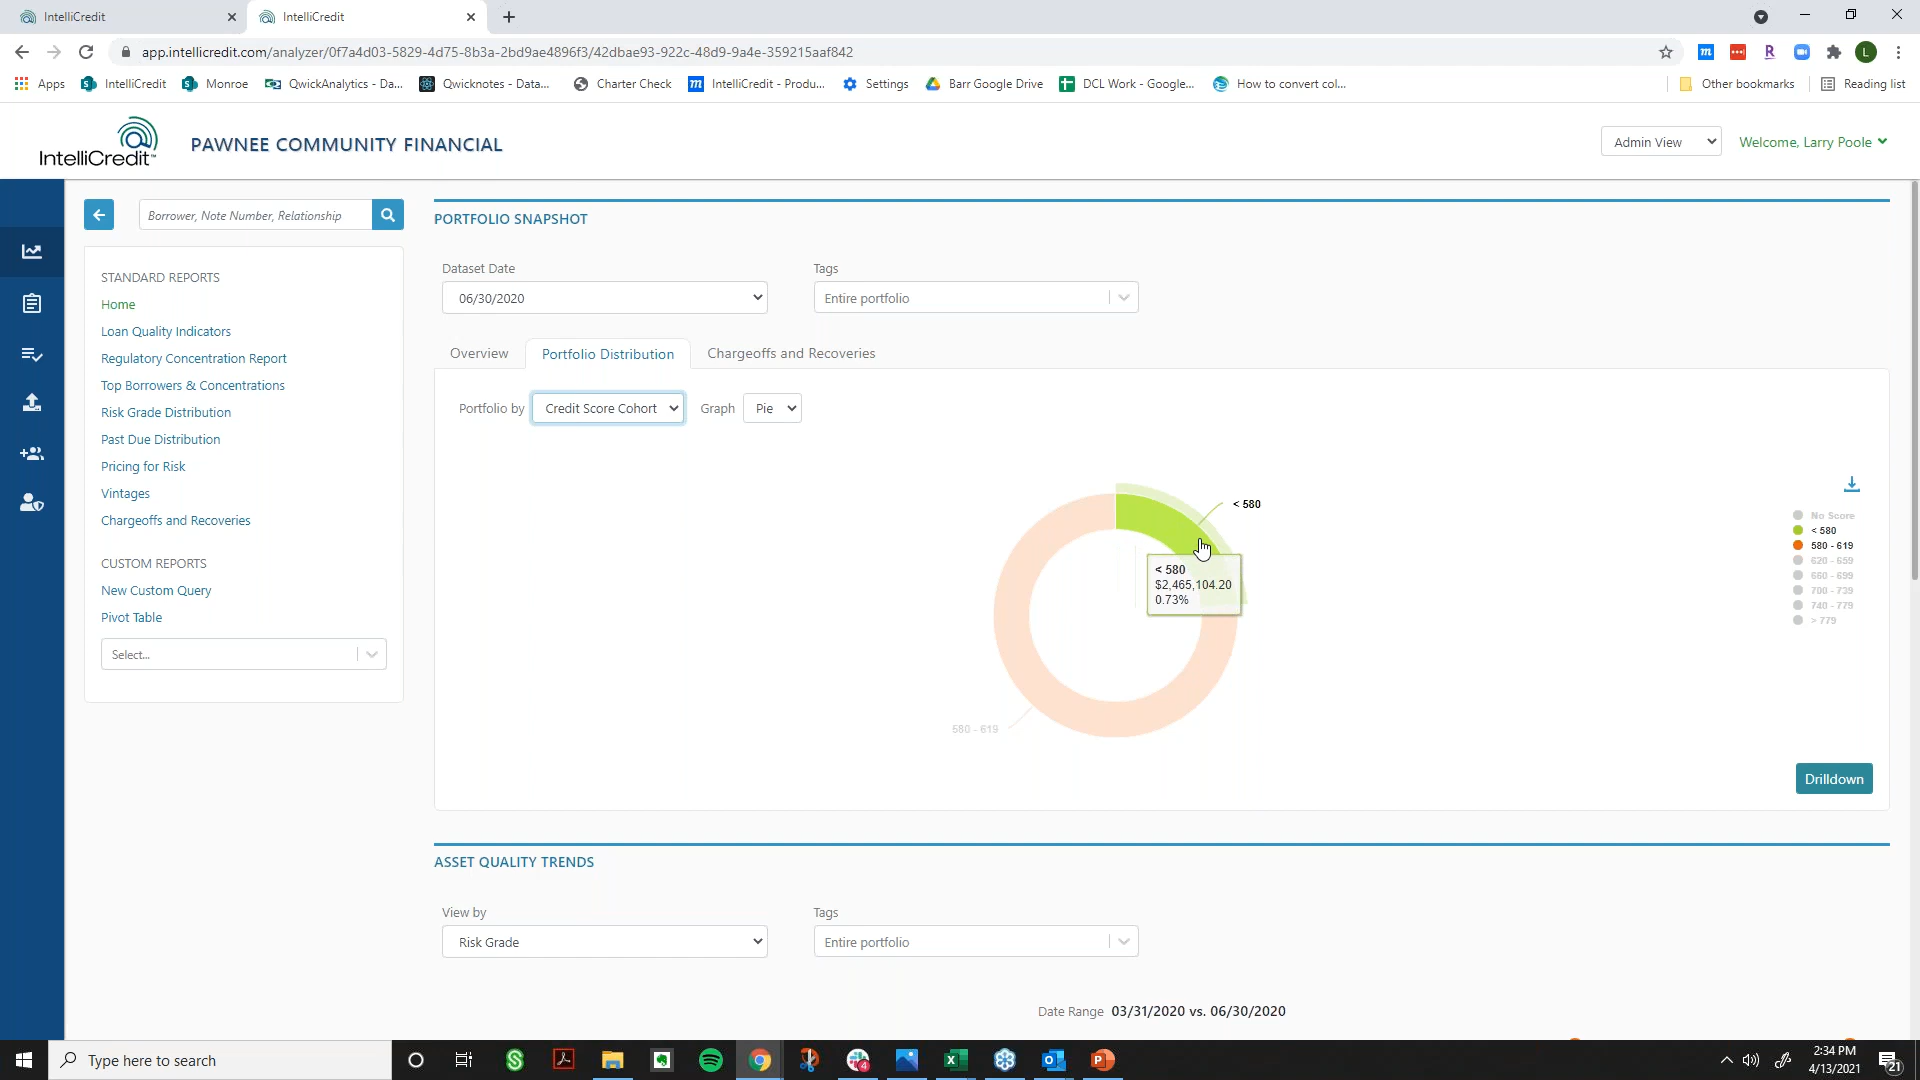 IntelliCredit
IntelliCredit
app.intellicredit.com/analyzer/0f7a4d03-5829-4d75-8b3a-2bd9ae4896f3/42dbae93-922c-48d9-9a4e-359215aaf842
Apps IntelliCredit Monroe QwickAnalytics - Da... Qwicknotes - Data... Charter Check IntelliCredit - Produ... Settings Barr Google Drive DCL Work - Google... How to convert col... Other bookmarks Reading list
IntelliCredit™
PAWNEE COMMUNITY FINANCIAL
Admin View
Welcome, Larry Poole
Borrower, Note Number, Relationship
STANDARD REPORTS
Home
Loan Quality Indicators
Regulatory Concentration Report
Top Borrowers & Concentrations
Risk Grade Distribution
Past Due Distribution
Pricing for Risk
Vintages
Chargeoffs and Recoveries
CUSTOM REPORTS
New Custom Query
Pivot Table
Select...
PORTFOLIO SNAPSHOT
Dataset Date
06/30/2020
Tags
Entire portfolio
Overview
Portfolio Distribution
Chargeoffs and Recoveries
Portfolio by Credit Score Cohort Graph Pie
< 580
< 580
$2,465,104.20
0.73%
580 - 619
No Score
< 580
580 - 619
620 - 659
660 - 699
700 - 739
740 - 779
> 779
Drilldown
ASSET QUALITY TRENDS
View by
Risk Grade
Tags
Entire portfolio
Date Range 03/31/2020 vs. 06/30/2020
Type here to search
4
2:34 PM
4/13/2021
21